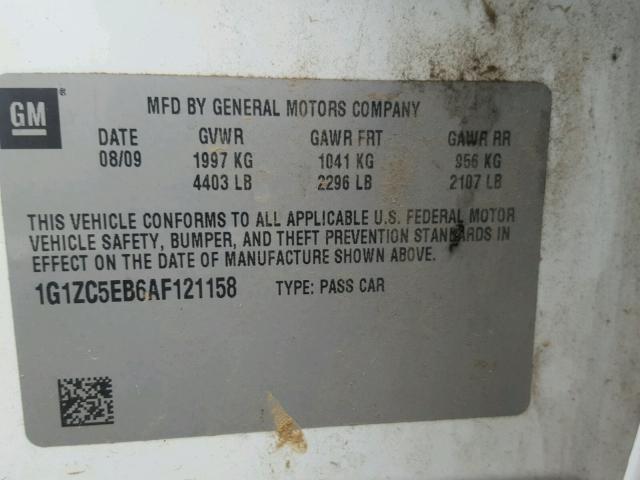 GM®
MFD BY GENERAL MOTORS COMPANY
DATE GVWR GAWR FRT GAWR RR
08/09 1997 KG 1041 KG 956 KG
4403 LB 2296 LB 2107 LB
THIS VEHICLE CONFORMS TO ALL APPLICABLE U.S. FEDERAL MOTOR
VEHICLE SAFETY, BUMPER, AND THEFT PREVENTION STANDARDS IN
EFFECT ON THE DATE OF MANUFACTURE SHOWN ABOVE.
1G1ZC5EB6AF121158 TYPE: PASS CAR